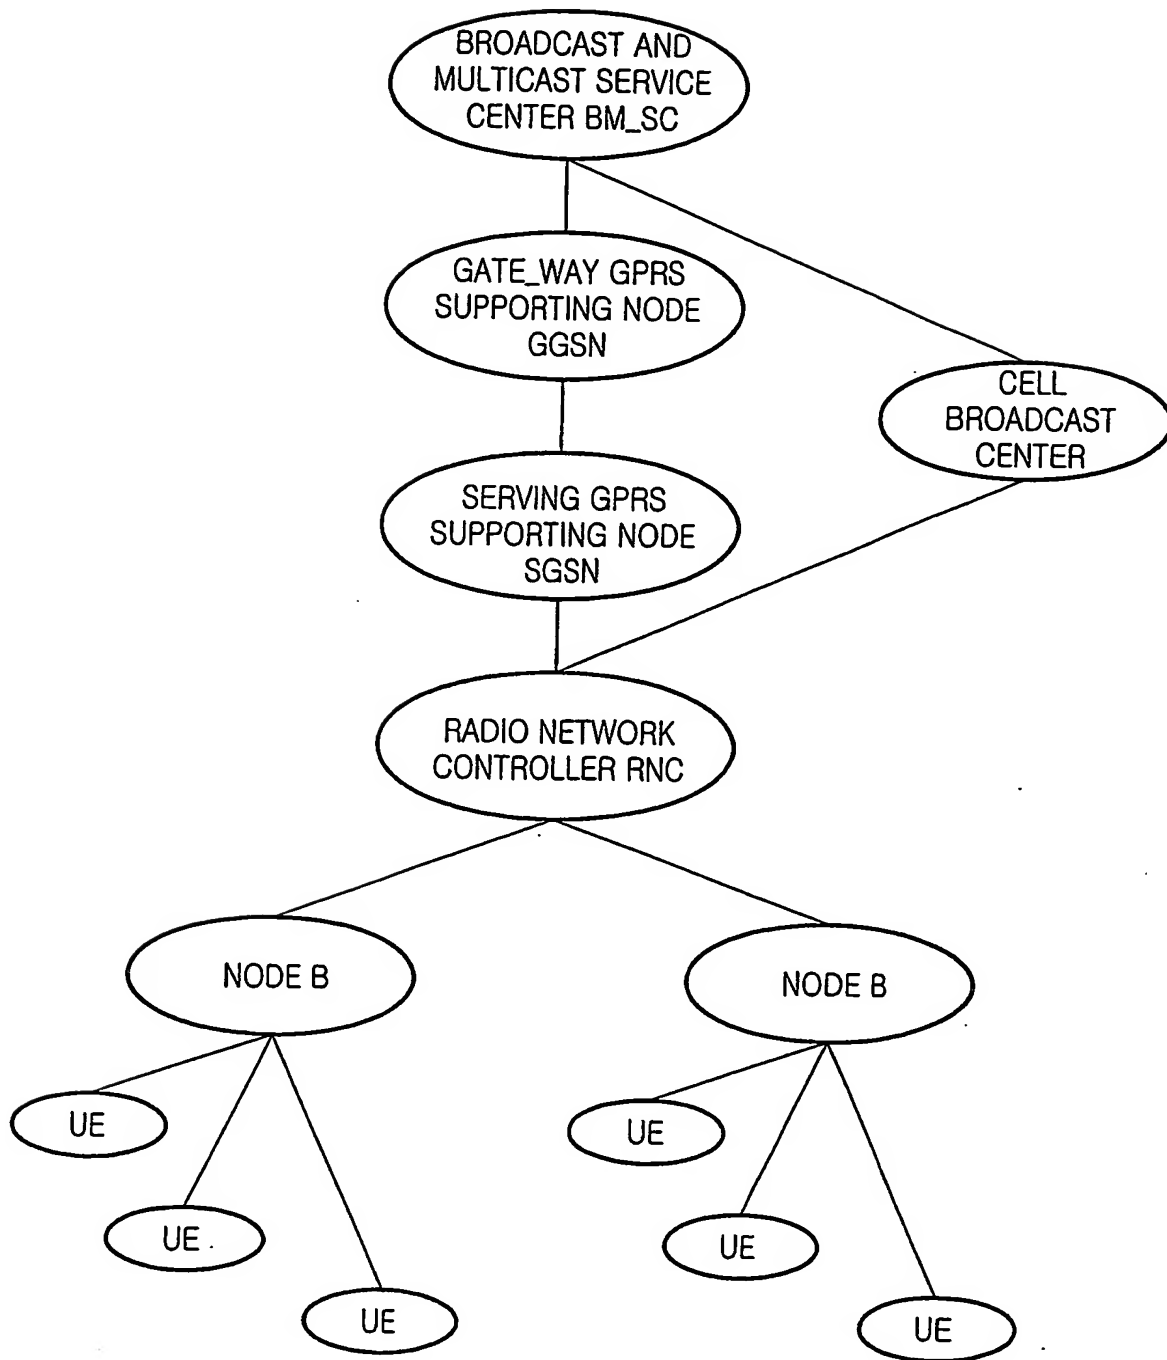 BROADCAST AND
MULTICAST SERVICE
CENTER BM_SC
GATE_WAY GPRS
SUPPORTING NODE
GGSN
CELL
BROADCAST
CENTER
SERVING GPRS
SUPPORTING NODE
SGSN
RADIO NETWORK
CONTROLLER RNC
NODE B
NODE B
UE
UE
UE
UE
UE
UE